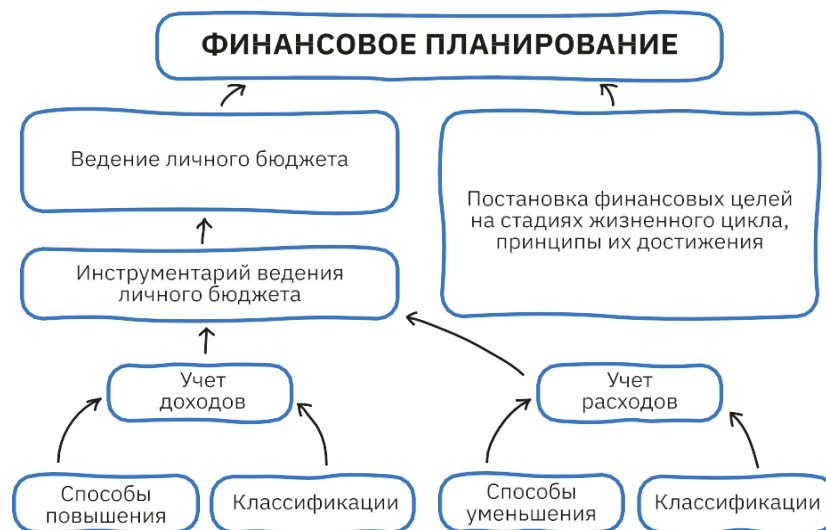 ФИНАНСОВОЕ ПЛАНИРОВАНИЕ
Ведение личного бюджета
Постановка финансовых целей
на стадиях жизненного цикла,
принципы их достижения
Инструментарий ведения
личного бюджета
Учет
доходов
Учет
расходов
Способы
повышения
Классификации
Способы
уменьшения
Классификации